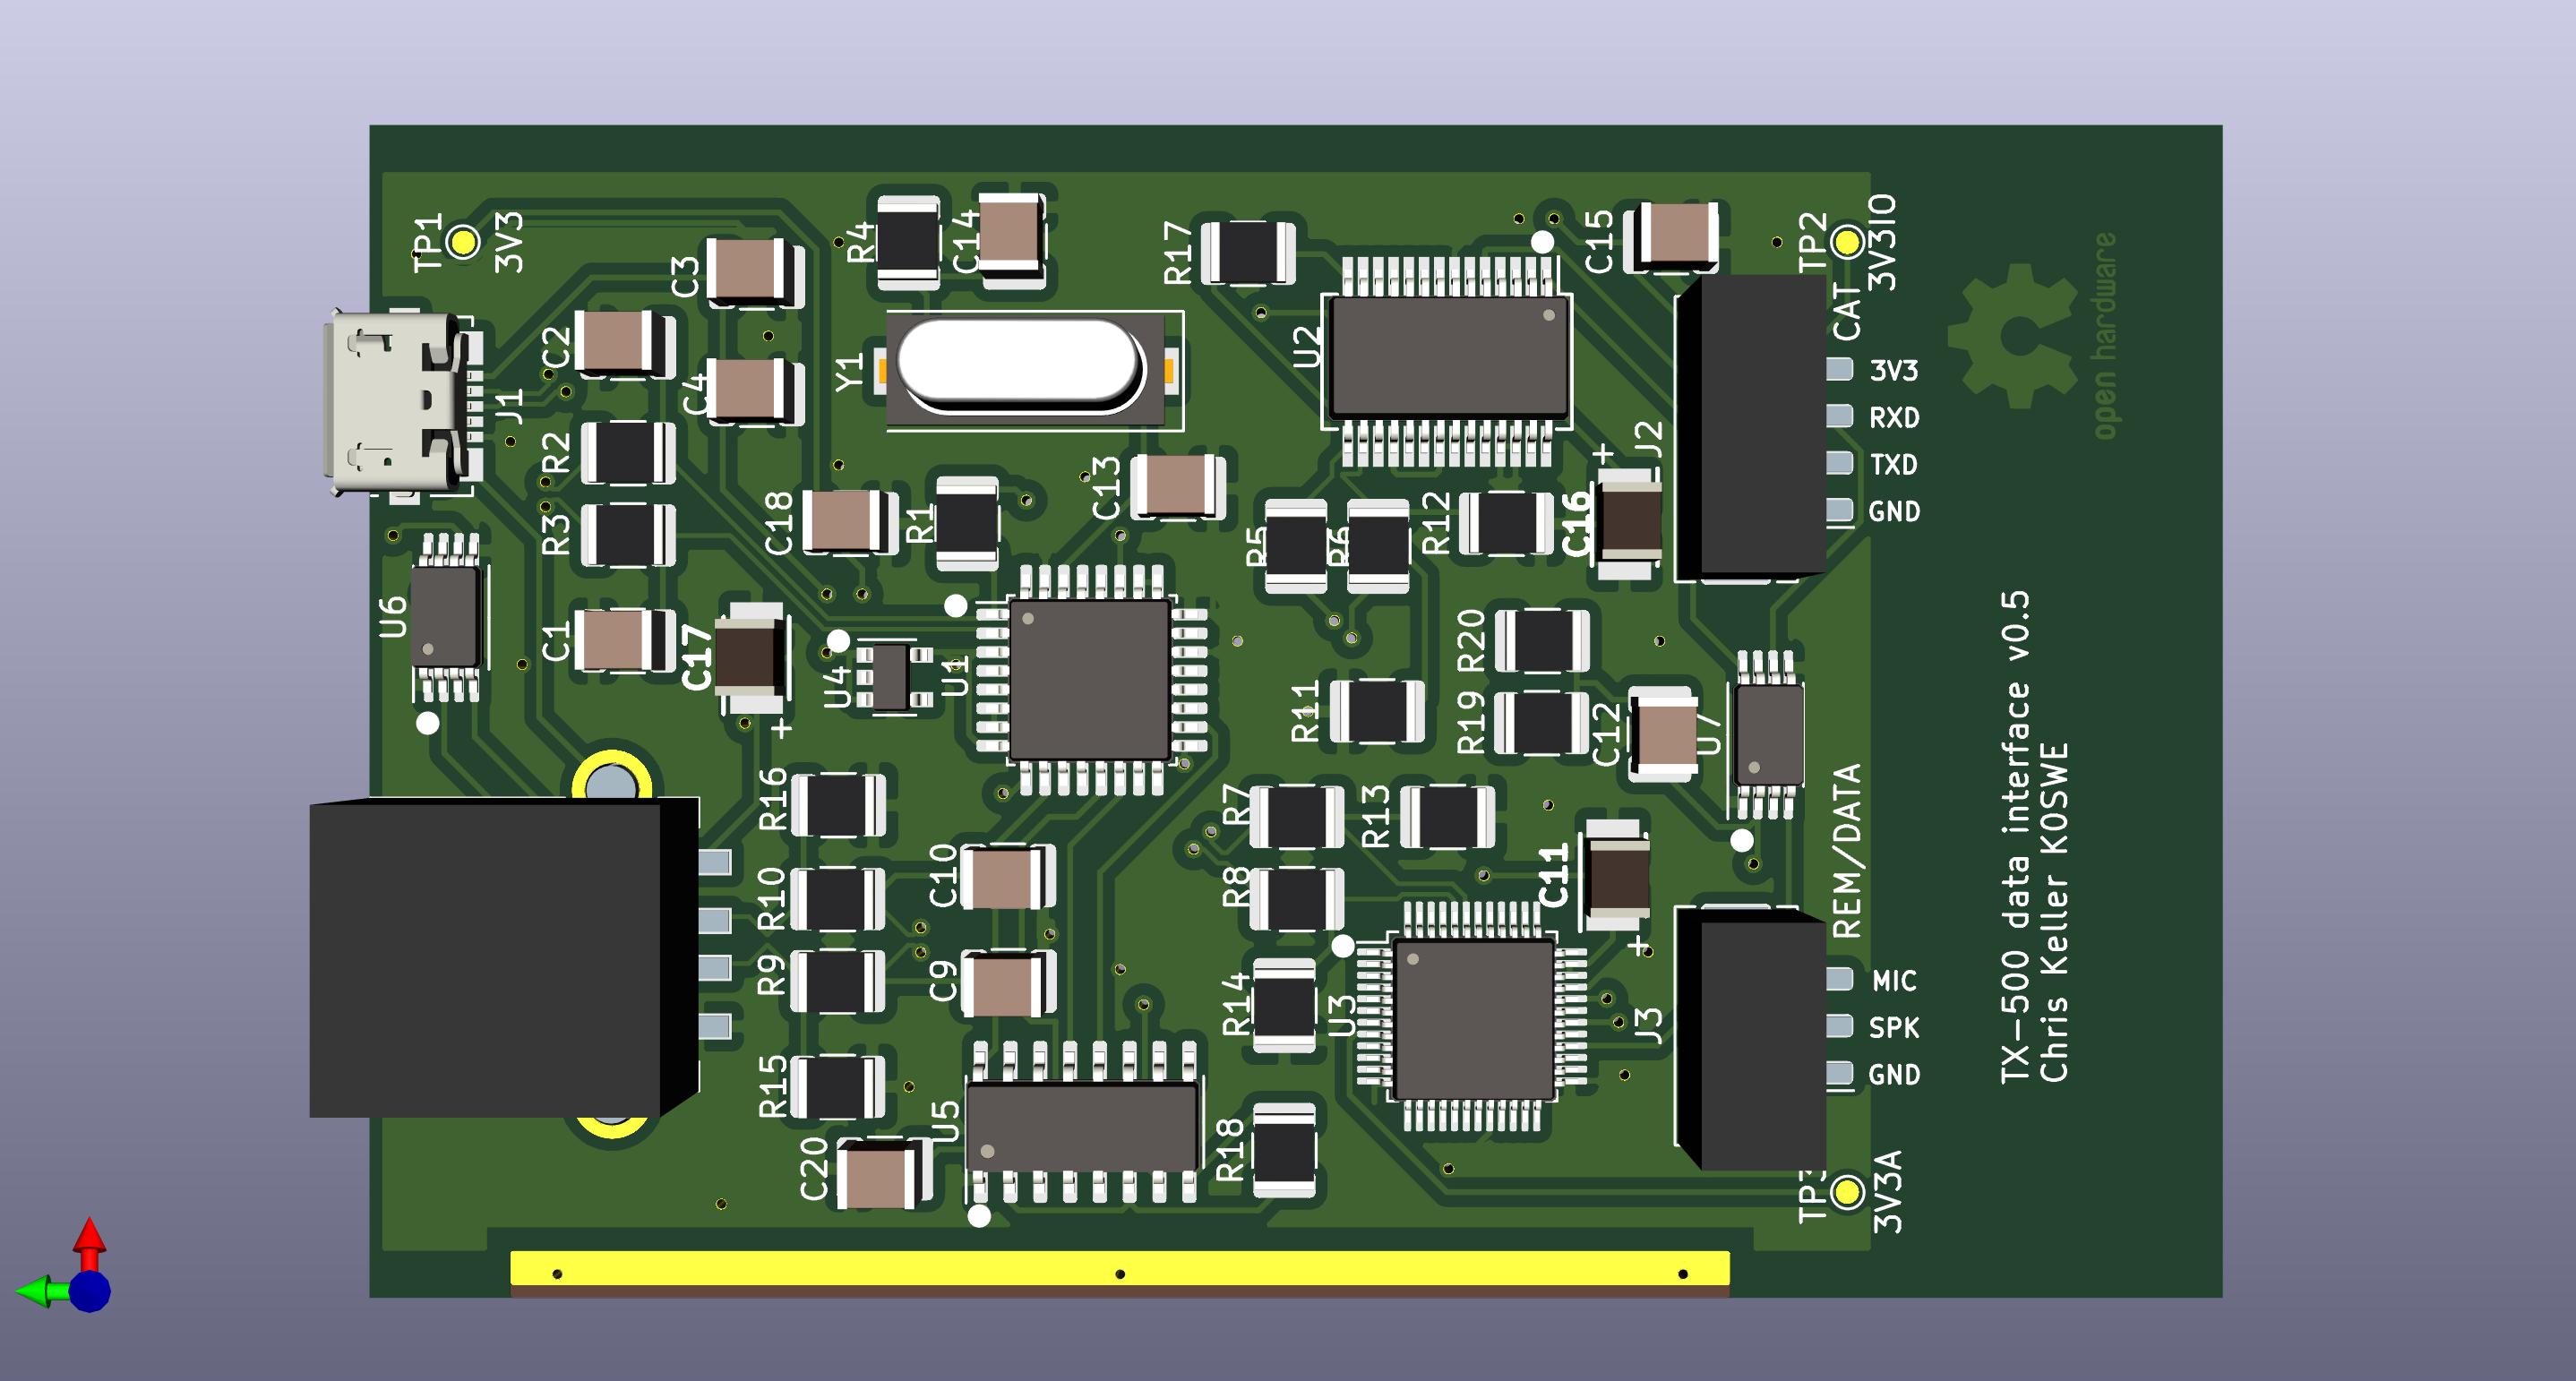 TP1
3V3
C3
R4
C14
R17
C15
TP2
3V3IO
CAT
C2
C4
J1
Y1
U2
3V3
RXD
TXD
GND
open hardware
R2
R3
C18
R1
C13
R5
R6
R12
+
C16
J2
U6
C1
C17
+
U4
U1
R11
R20
R19
C12
U7
REM/DATA
TX-500 data interface v0.5
Chris Keller K0SWE
R16
R10
R9
R15
C10
C9
C20
U5
R7
R8
R13
R14
R18
U3
C11
+
J3
MIC
SPK
GND
TP3
3V3A